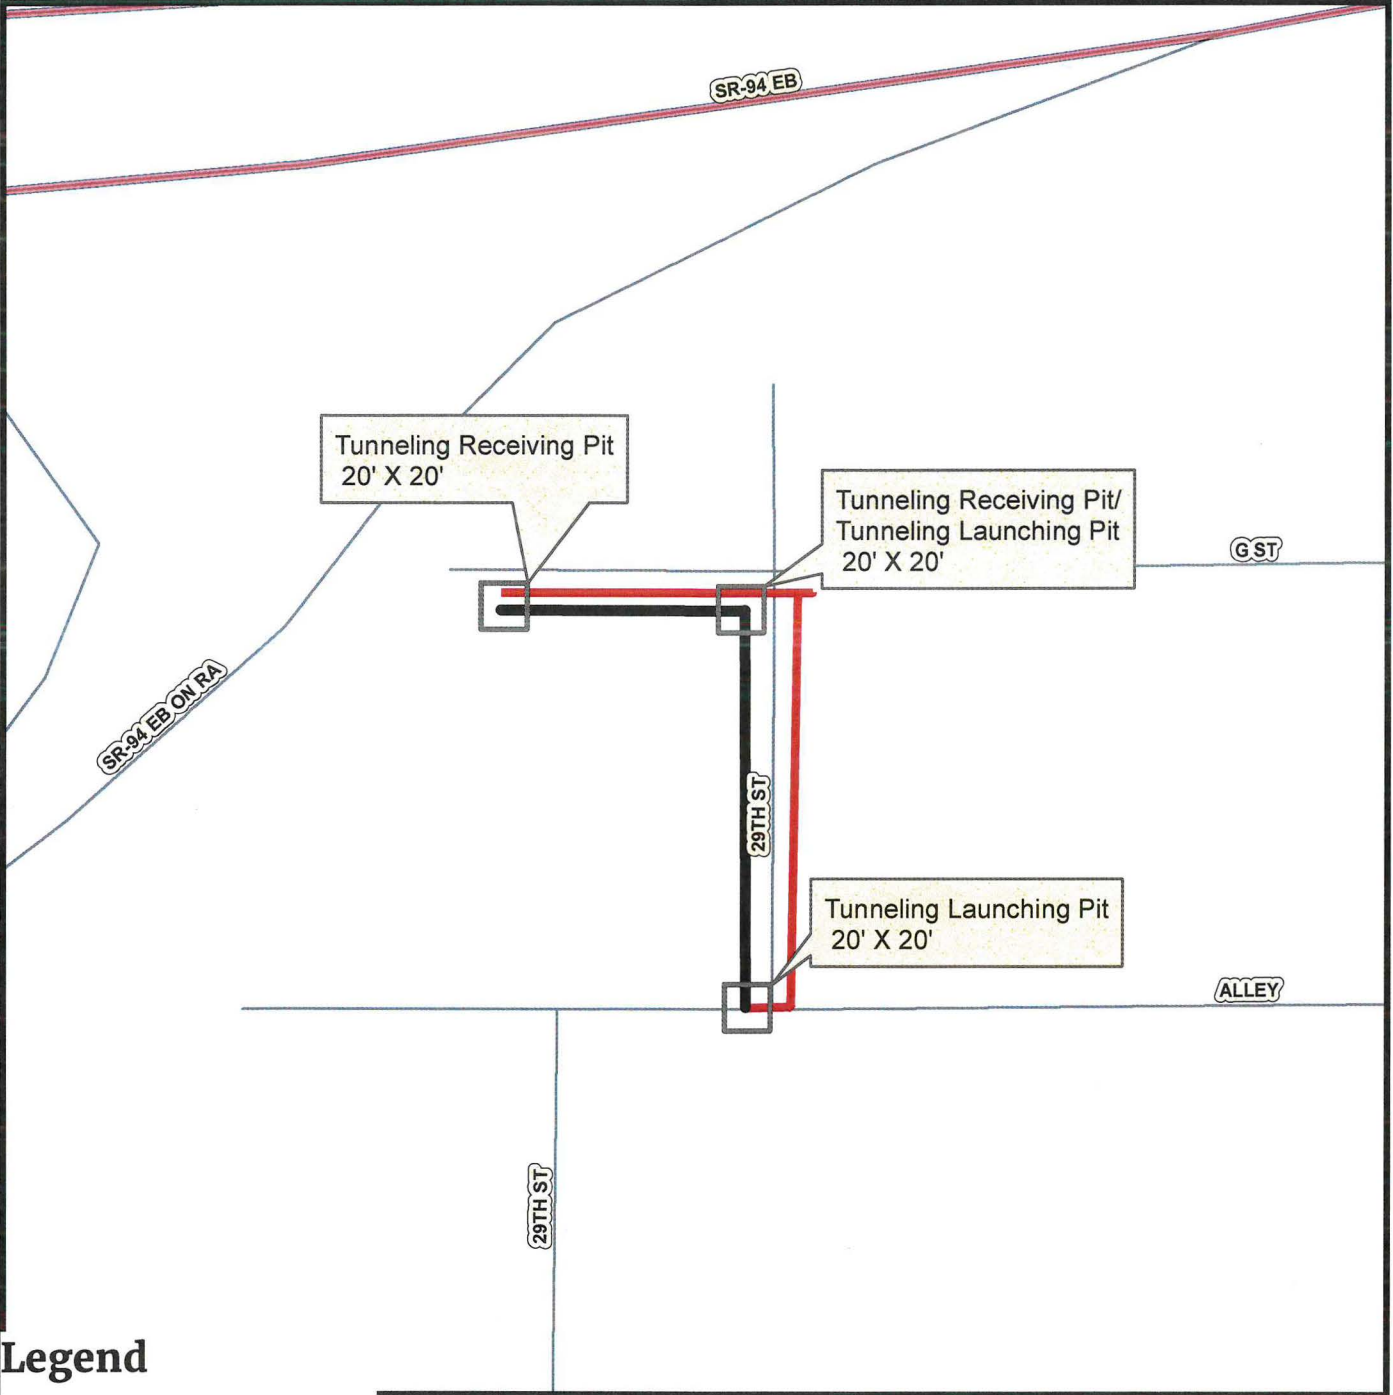 SR-94 EB
Tunneling Receiving Pit
20' X 20'
Tunneling Receiving Pit/
Tunneling Launching Pit
20' X 20'
G ST
SR-94 EB ON RA
29TH ST
Tunneling Launching Pit
20' X 20'
ALLEY
29TH ST
Legend